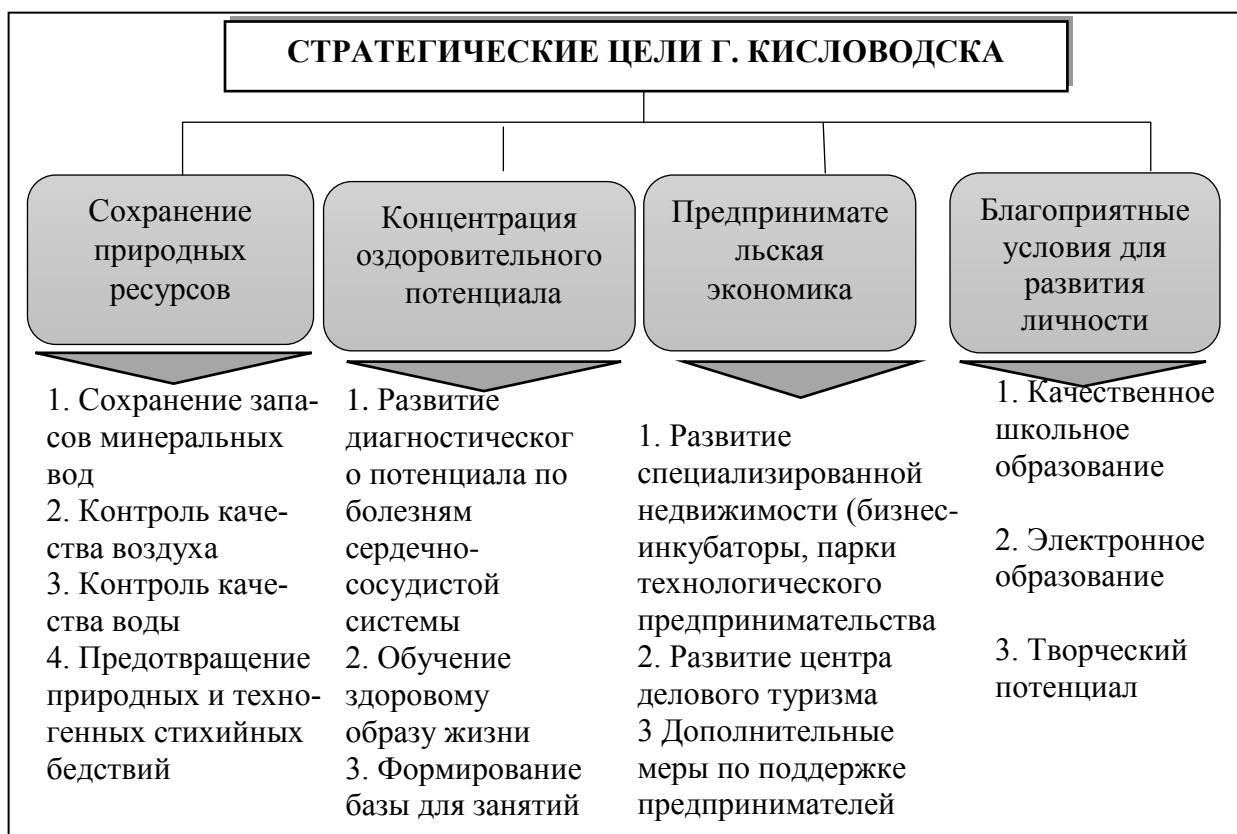 СТРАТЕГИЧЕСКИЕ ЦЕЛИ Г. КИСЛОВОДСКА
Сохранение
природных
ресурсов
Концентрация
оздоровительного
потенциала
Предпринимате
льская
экономика
Благоприятные
условия для
развития
личности
1. Сохранение запа-
сов минеральных
вод
2. Контроль каче-
ства воздуха
3. Контроль каче-
ства воды
4. Предотвращение
природных и техно-
генных стихийных
бедствий
1. Развитие
диагностическог
о потенциала по
болезням
сердечно-
сосудистой
системы
2. Обучение
здоровому
образу жизни
3. Формирование
базы для занятий
1. Развитие
специализированной
недвижимости (бизнес-
инкубаторы, парки
технологического
предпринимательства
2. Развитие центра
делового туризма
3 Дополнительные
меры по поддержке
предпринимателей
1. Качественное
школьное
образование
2. Электронное
образование
3. Творческий
потенциал